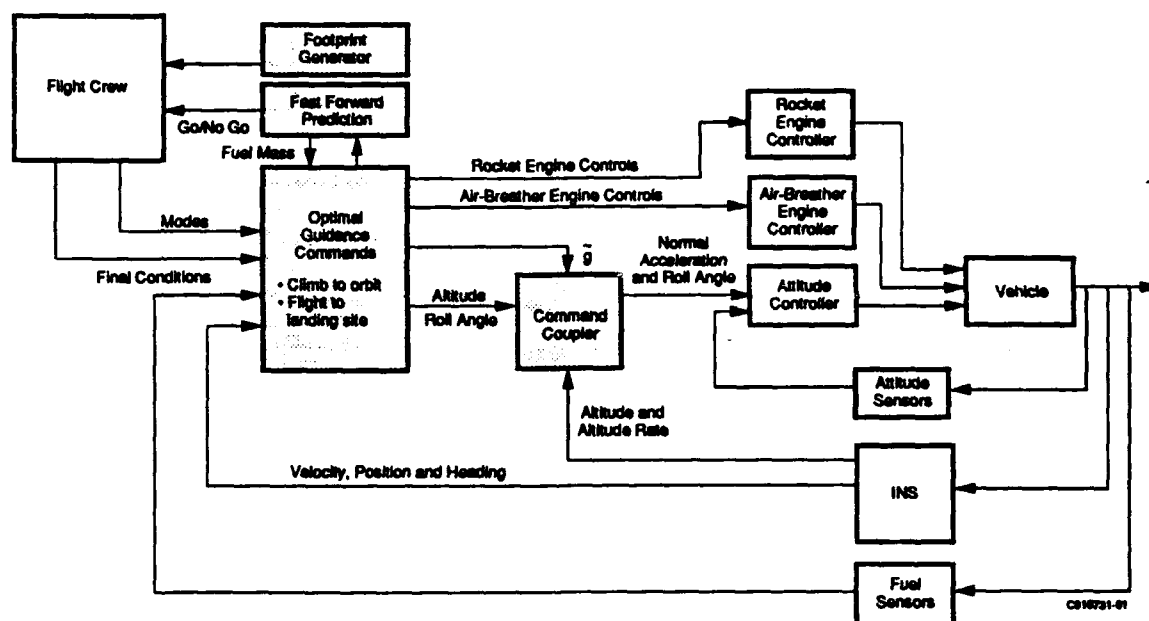 Flight Crew
Footprint
Generator
Fast Forward
Prediction
Go/No Go
Fuel Mass
Modes
Final Conditions
Optimal
Guidance
Commands
• Climb to orbit
• Flight to
landing site
Rocket Engine Controls
Air-Breather Engine Controls
g
Altitude
Roll Angle
Command
Coupler
Normal
Acceleration
and Roll Angle
Rocket
Engine
Controller
Air-Breather
Engine
Controller
Attitude
Controller
Vehicle
Attitude
Sensors
Altitude and
Altitude Rate
Velocity, Position and Heading
INS
Fuel
Sensors